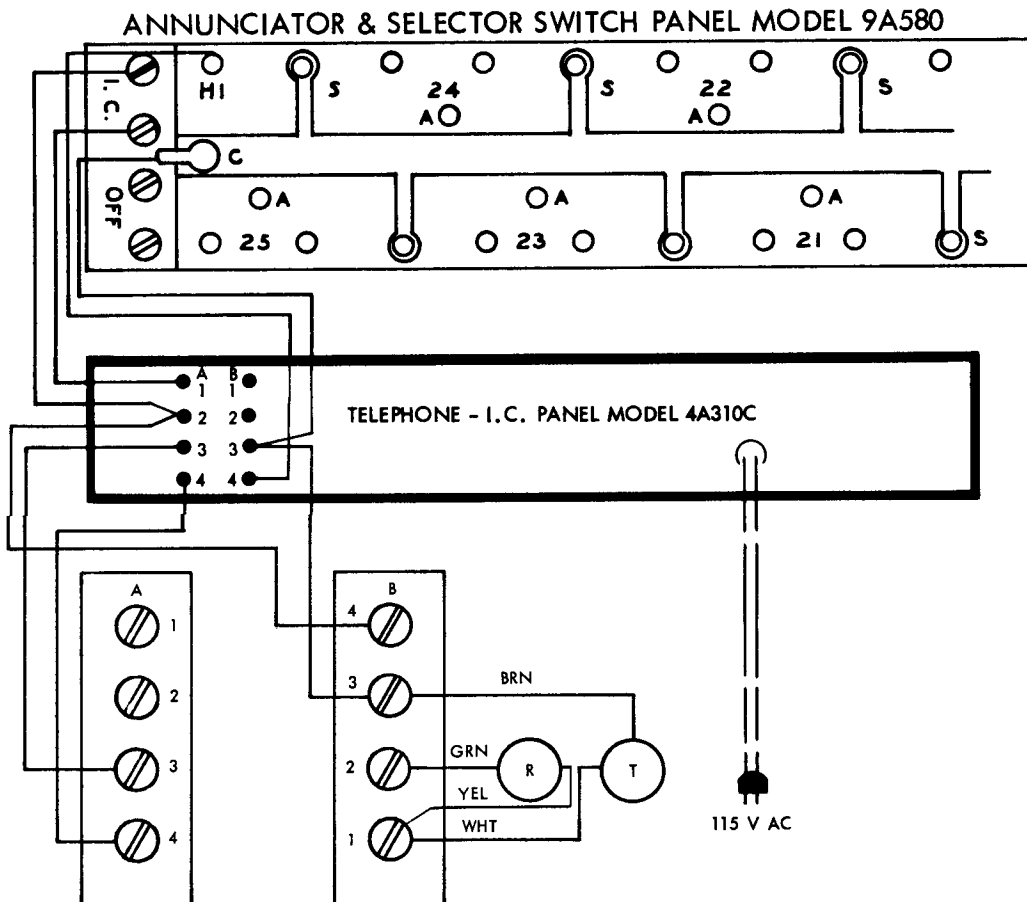 ANNUNCIATOR & SELECTOR SWITCH PANEL MODEL 9A580
I. C.
OFF
H1 S 24 S 22 S
A A
C
A A A
25 23 21 S
A B
1 1
2 2
3 3
4 4
TELEPHONE - I.C. PANEL MODEL 4A310C
A
1
2
3
4
B
4
3
2
1
BRN
GRN
R
T
YEL
WHT
115 V AC